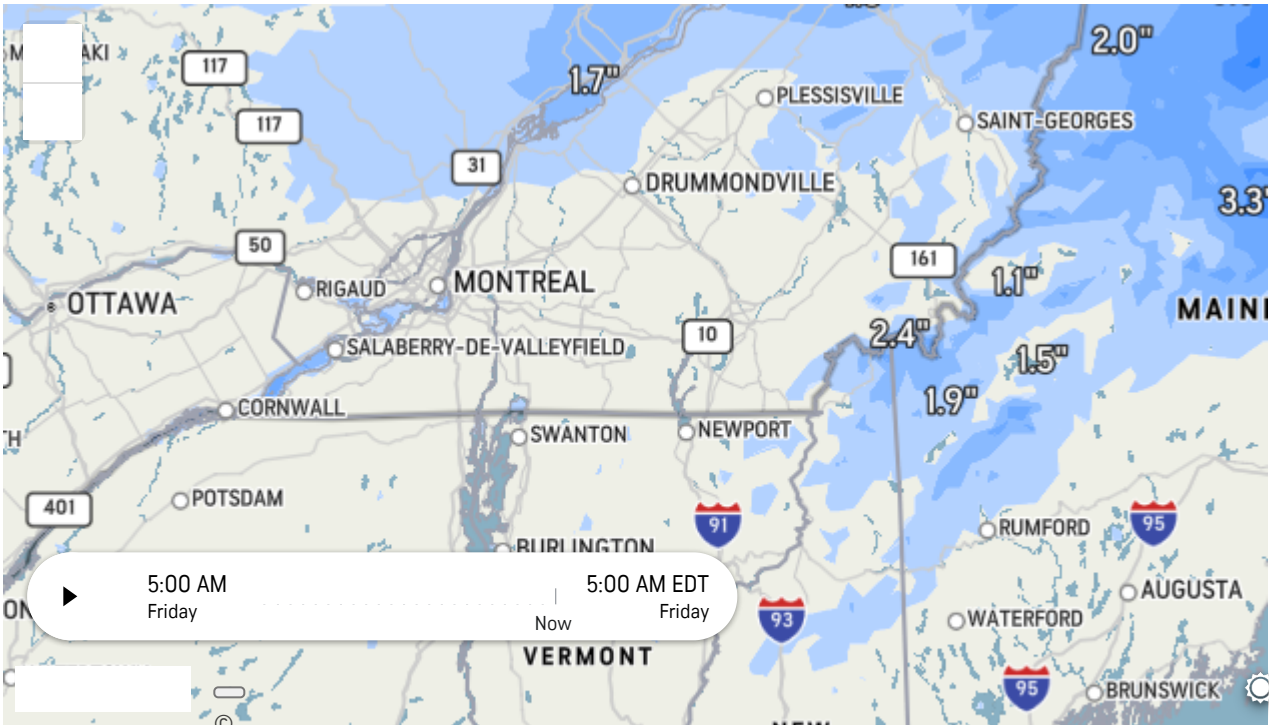 2.0"
117
1.7"
PLESSISVILLE
117
SAINT-GEORGES
31
DRUMMONDVILLE
3.3"
50
161
RIGAUD
MONTREAL
1.1"
OTTAWA
10
2.4"
SALABERRY-DE-VALLEYFIELD
1.5"
1.9"
CORNWALL
SWANTON
NEWPORT
POTSDAM
401
91
RUMFORD
95
BURLINGTON
5:00 AM
5:00 AM EDT
Friday
Friday
Now
AUGUSTA
93
WATERFORD
VERMONT
95
BRUNSWICK
©